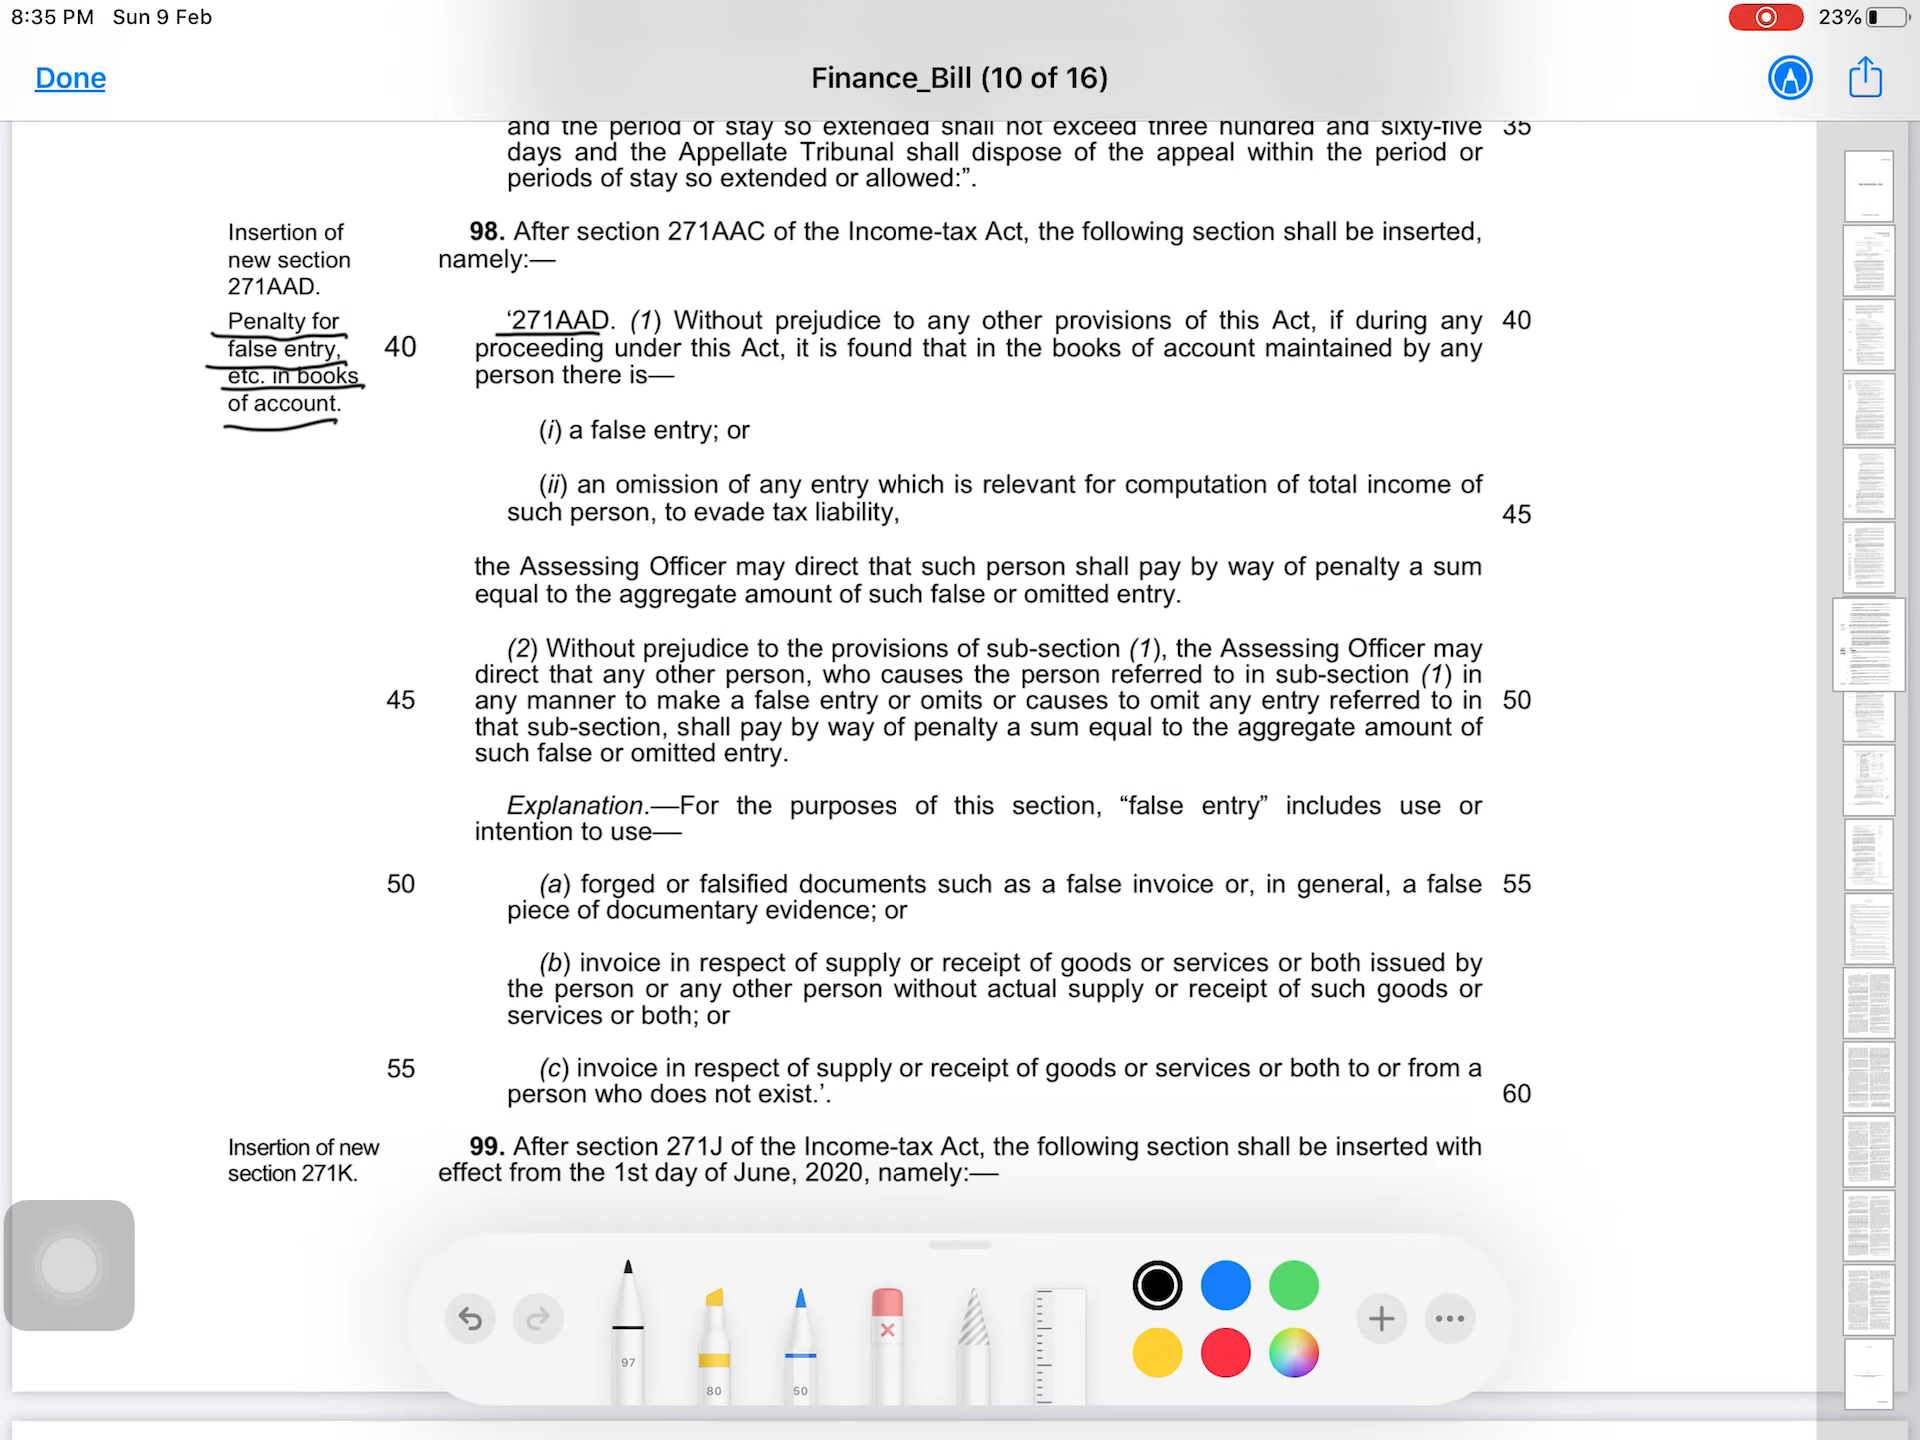 8:35 PM Sun 9 Feb
23%
Done
Finance_Bill (10 of 16)
and the period of stay so extended shall not exceed three hundred and sixty-five 35
days and the Appellate Tribunal shall dispose of the appeal within the period or
periods of stay so extended or allowed:”.
Insertion of
new section
271AAD.
98. After section 271AAC of the Income-tax Act, the following section shall be inserted,
namely:—
Penalty for
false entry,
etc. in books
of account.
40
‘271AAD. (1) Without prejudice to any other provisions of this Act, if during any 40
proceeding under this Act, it is found that in the books of account maintained by any
person there is—
(i) a false entry; or
(ii) an omission of any entry which is relevant for computation of total income of
such person, to evade tax liability, 45
the Assessing Officer may direct that such person shall pay by way of penalty a sum
equal to the aggregate amount of such false or omitted entry.
(2) Without prejudice to the provisions of sub-section (1), the Assessing Officer may
direct that any other person, who causes the person referred to in sub-section (1) in
45 any manner to make a false entry or omits or causes to omit any entry referred to in 50
that sub-section, shall pay by way of penalty a sum equal to the aggregate amount of
such false or omitted entry.
Explanation.—For the purposes of this section, “false entry” includes use or
intention to use—
50 (a) forged or falsified documents such as a false invoice or, in general, a false 55
piece of documentary evidence; or
(b) invoice in respect of supply or receipt of goods or services or both issued by
the person or any other person without actual supply or receipt of such goods or
services or both; or
55 (c) invoice in respect of supply or receipt of goods or services or both to or from a
person who does not exist.’. 60
Insertion of new
section 271K.
99. After section 271J of the Income-tax Act, the following section shall be inserted with
effect from the 1st day of June, 2020, namely:—
97
80
50